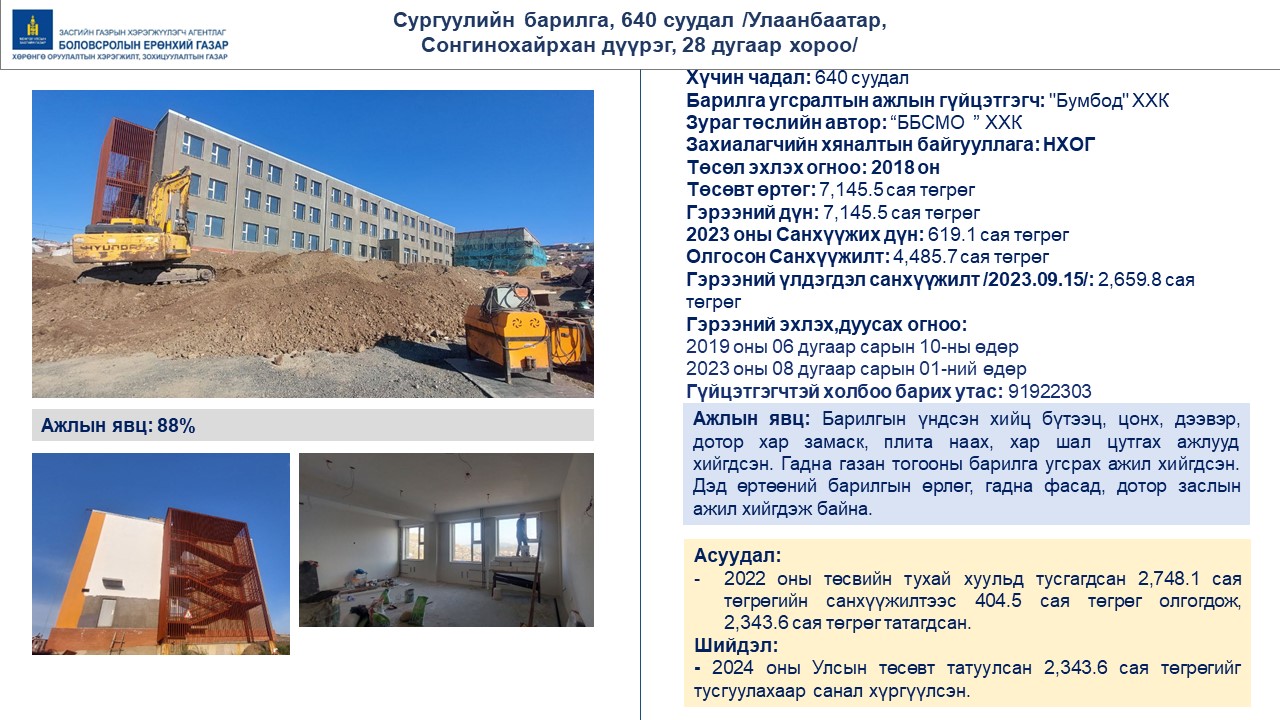 ЗАСГИЙН ГАЗРЫН ХЭРЭГЖҮҮЛЭГЧ АГЕНТЛАГ
БОЛОВСРОЛЫН ЕРӨНХИЙ ГАЗАР
ХӨРӨНГӨ ОРУУЛАЛТЫН ХЭРЭГЖИЛТ, ЗОХИЦУУЛАЛТЫН ГАЗАР
Сургуулийн барилга, 640 суудал /Улаанбаатар,
Сонгинохайрхан дүүрэг, 28 дугаар хороо/
HYUNDAI
Ажлын явц: 88%
Хүчин чадал: 640 суудал
Барилга угсралтын ажлын гүйцэтгэгч: "Бумбод" ХХК
Зураг төслийн автор: “ББСМО ” ХХК
Захиалагчийн хяналтын байгууллага: НХОГ
Төсөл эхлэх огноо: 2018 он
Төсөвт өртөг: 7,145.5 сая төгрөг
Гэрээний дүн: 7,145.5 сая төгрөг
2023 оны Санхүүжих дүн: 619.1 сая төгрөг
Олгосон Санхүүжилт: 4,485.7 сая төгрөг
Гэрээний үлдэгдэл санхүүжилт /2023.09.15/: 2,659.8 сая
төгрөг
Гэрээний эхлэх,дуусах огноо:
2019 оны 06 дугаар сарын 10-ны өдөр
2023 оны 08 дугаар сарын 01-ний өдөр
Гүйцэтгэгчтэй холбоо барих утас: 91922303
Ажлын явц: Барилгын үндсэн хийц бүтээц, цонх, дээвэр,
дотор хар замаск, плита наах, хар шал цутгах ажлууд
хийгдсэн. Гадна газан тогооны барилга угсрах ажил хийгдсэн.
Дэд өртөөний барилгын өрлөг, гадна фасад, дотор заслын
ажил хийгдэж байна.
Асуудал:
- 2022 оны төсвийн тухай хуульд тусгагдсан 2,748.1 сая
төгрөгийн санхүүжилтээс 404.5 сая төгрөг олгогдож,
2,343.6 сая төгрөг татагдсан.
Шийдэл:
- 2024 оны Улсын төсөвт татуулсан 2,343.6 сая төгрөгийг
тусгуулахаар санал хүргүүлсэн.